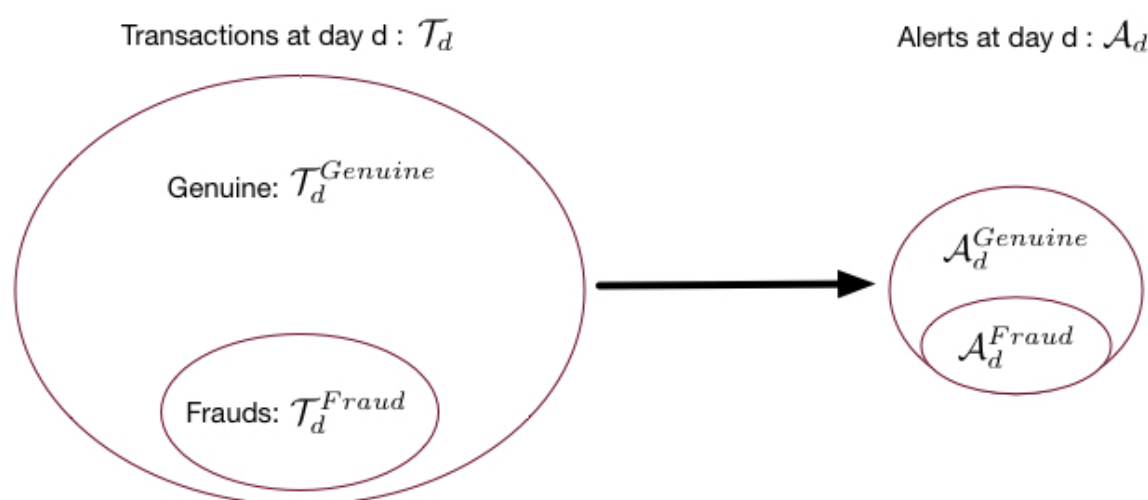 Transactions at day d : 𝒯_d
Alerts at day d : 𝒜_d
Genuine: 𝒯_d^{Genuine}
𝒜_d^{Genuine}
𝒜_d^{Fraud}
Frauds: 𝒯_d^{Fraud}